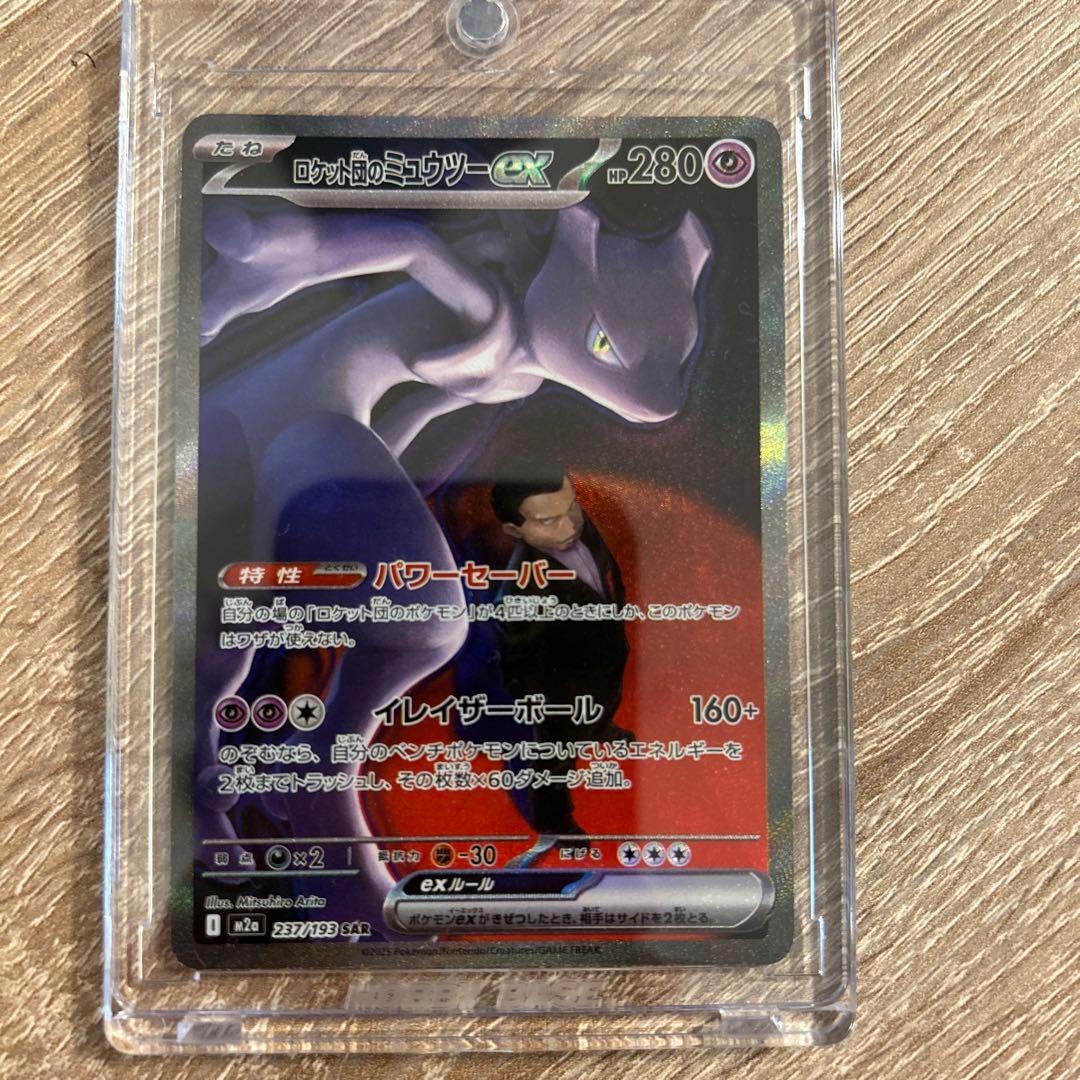 たね ロケット団のミュウツーex HP280
特性 パワーセーバー
自分の場の「ロケット団のポケモン」が4匹以上のときにしか、このポケモン
はワザが使えない。
イレイザーボール 160+
のぞむなら、自分のベンチポケモンについているエネルギーを
2枚までトラッシュし、その枚数×60ダメージ追加。
弱点 ×2 抵抗力 -30 にげる
Illus. Mitsuhiro Arita
exルール
ポケモンexがきぜつしたとき、相手はサイドを2枚とる。
I m2a 237/193 SAR
©2025 Pokémon/Nintendo/Creatures/GAME FREAK.
HOBBY BASE